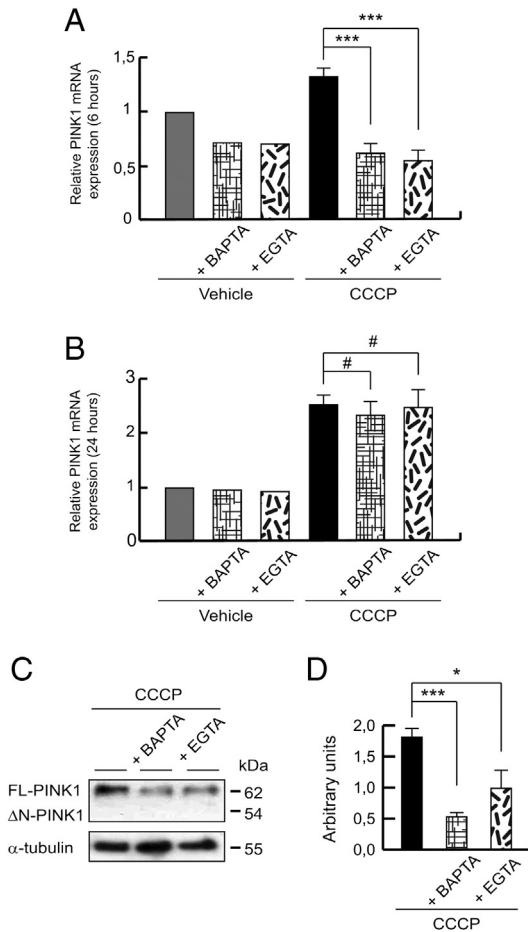 A
Relative PINK1 mRNA
expression (6 hours)
1,5
1
0,5
0
***
***
+ BAPTA
+ EGTA
+ BAPTA
+ EGTA
Vehicle
CCCP
B
Relative PINK1 mRNA
expression (24 hours)
3
2
1
0
#
#
+ BAPTA
+ EGTA
+ BAPTA
+ EGTA
Vehicle
CCCP
C
CCCP
+ BAPTA
+ EGTA
kDa
FL-PINK1
62
ΔN-PINK1
54
α-tubulin
55
D
Arbitrary units
2,0
1,5
1,0
0,5
0,0
*
***
+ BAPTA
+ EGTA
CCCP